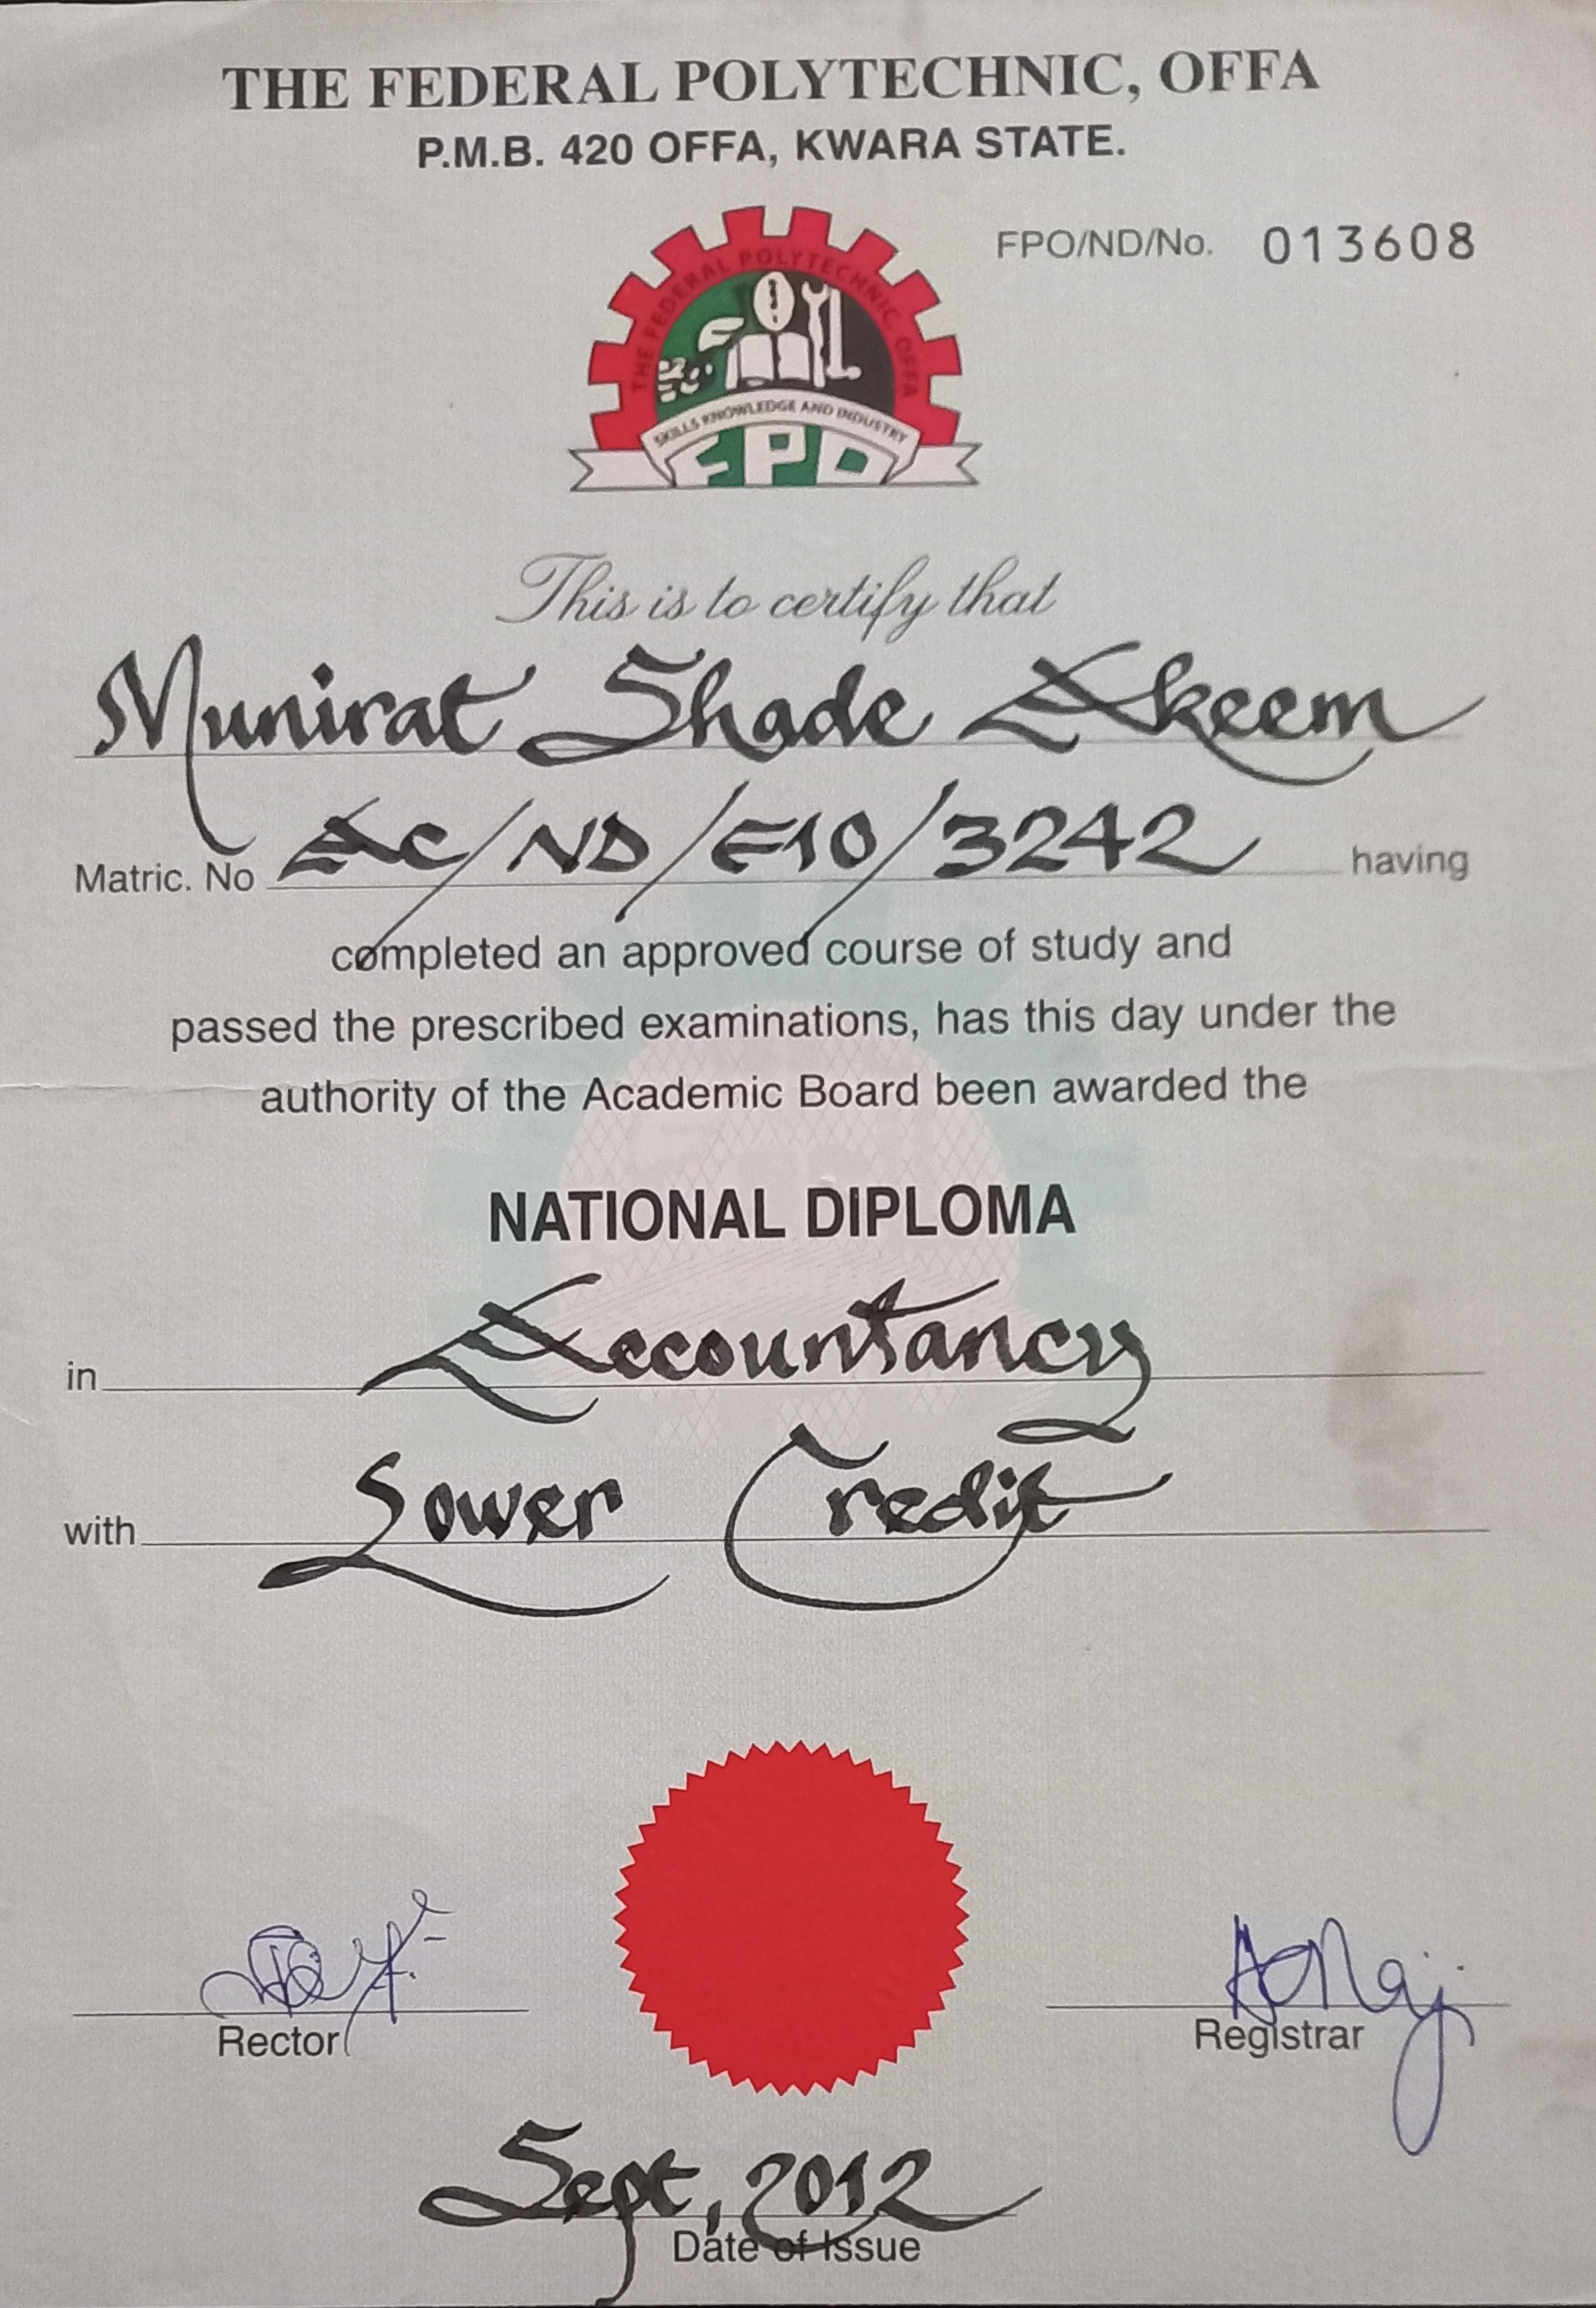 THE FEDERAL POLYTECHNIC, OFFA
P.M.B. 420 OFFA, KWARA STATE.
FPO/ND/No. 013608
THE FEDERAL POLYTECHNIC, OFFA
SKILLS KNOWLEDGE AND INDUSTRY
FPO
This is to certify that
Munirat Shade Akeem
Matric. No AC/ND/E10/3242 having
completed an approved course of study and
passed the prescribed examinations, has this day under the
authority of the Academic Board been awarded the
NATIONAL DIPLOMA
in Accountancy
with Lower Credit
Rector
Registrar
Sept, 2012
Date of Issue